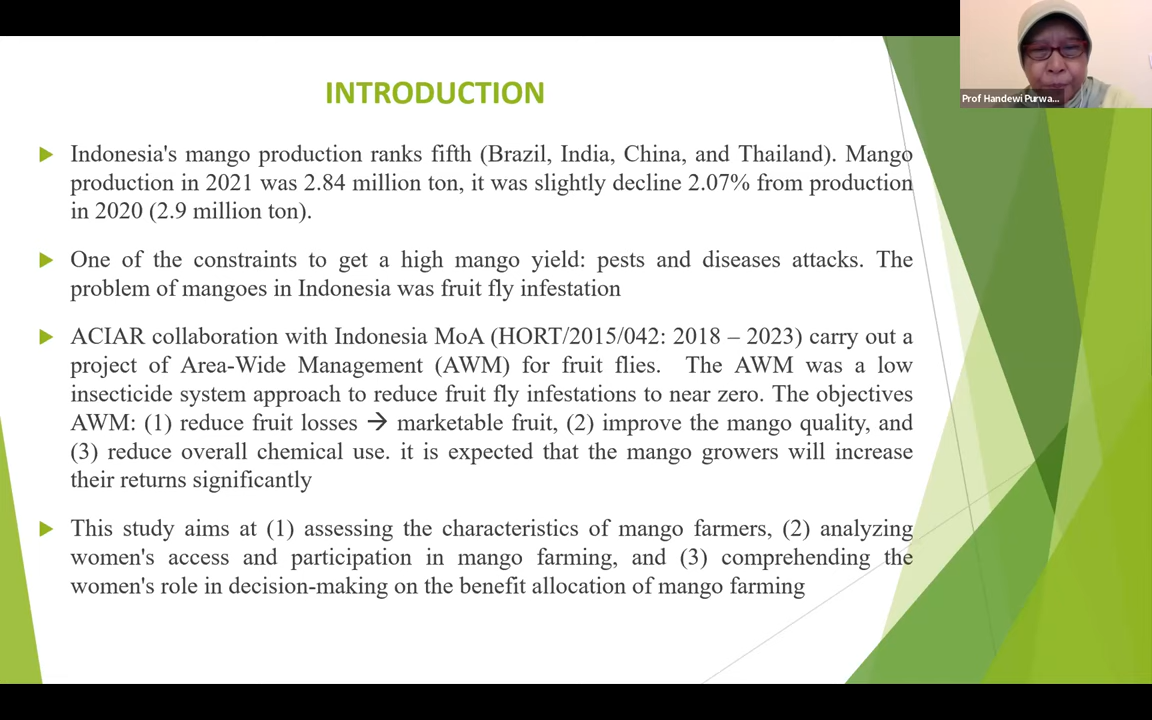 Prof Handewi Purwa...
INTRODUCTION
Indonesia's mango production ranks fifth (Brazil, India, China, and Thailand). Mango
production in 2021 was 2.84 million ton, it was slightly decline 2.07% from production
in 2020 (2.9 million ton).
One of the constraints to get a high mango yield: pests and diseases attacks. The
problem of mangoes in Indonesia was fruit fly infestation
ACIAR collaboration with Indonesia MoA (HORT/2015/042: 2018 – 2023) carry out a
project of Area-Wide Management (AWM) for fruit flies. The AWM was a low
insecticide system approach to reduce fruit fly infestations to near zero. The objectives
AWM: (1) reduce fruit losses → marketable fruit, (2) improve the mango quality, and
(3) reduce overall chemical use. it is expected that the mango growers will increase
their returns significantly
This study aims at (1) assessing the characteristics of mango farmers, (2) analyzing
women's access and participation in mango farming, and (3) comprehending the
women's role in decision-making on the benefit allocation of mango farming